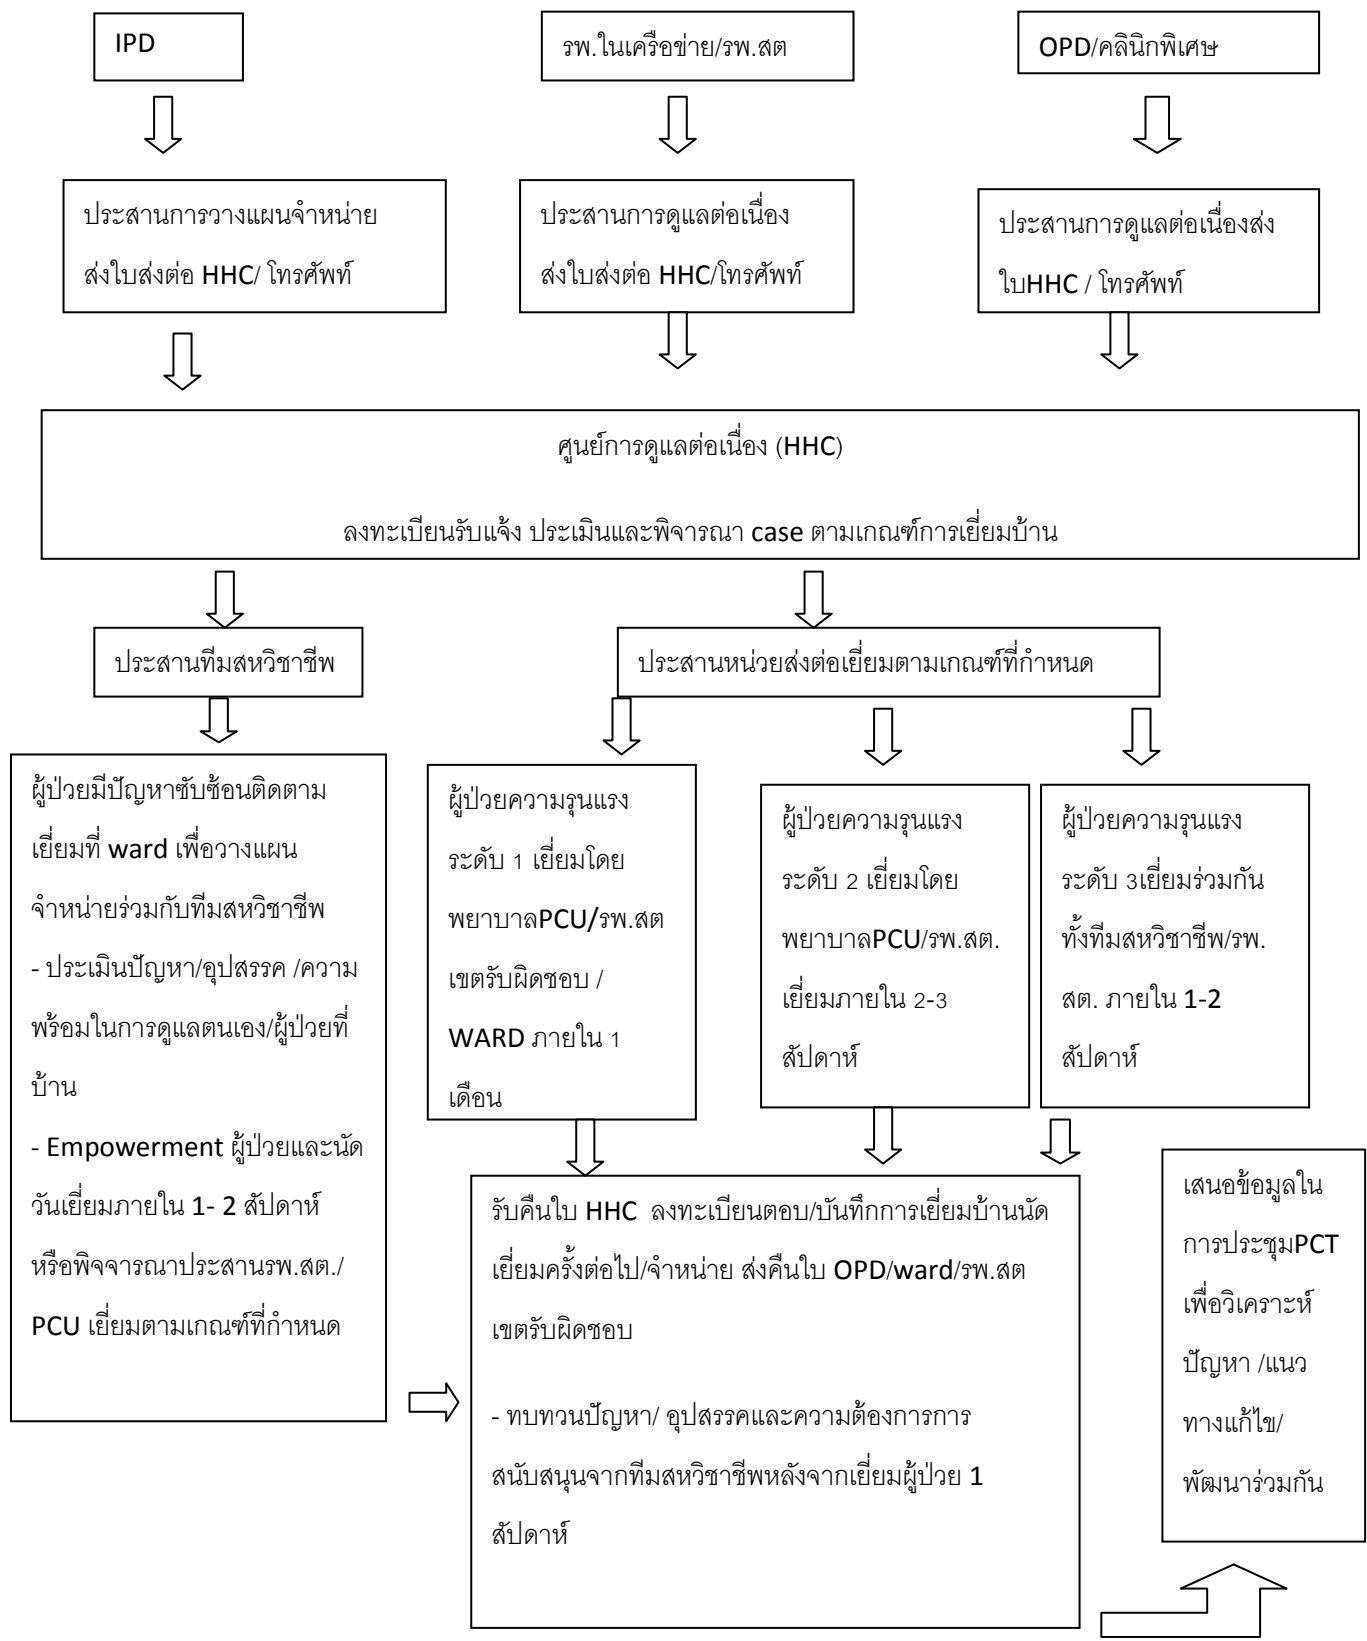 IPD
รพ.ในเครือข่าย/รพ.สต
OPD/คลินิกพิเศษ
ประสานการวางแผนจำหน่าย
ส่งใบส่งต่อ HHC/ โทรศัพท์
ประสานการดูแลต่อเนื่อง
ส่งใบส่งต่อ HHC/โทรศัพท์
ประสานการดูแลต่อเนื่องส่ง
ใบHHC / โทรศัพท์
ศูนย์การดูแลต่อเนื่อง (HHC)
ลงทะเบียนรับแจ้ง ประเมินและพิจารณา case ตามเกณฑ์การเยี่ยมบ้าน
ประสานทีมสหวิชาชีพ
ประสานหน่วยส่งต่อเยี่ยมตามเกณฑ์ที่กำหนด
ผู้ป่วยมีปัญหาซับซ้อนติดตาม
เยี่ยมที่ ward เพื่อวางแผน
จำหน่ายร่วมกับทีมสหวิชาชีพ
- ประเมินปัญหา/อุปสรรค /ความ
พร้อมในการดูแลตนเอง/ผู้ป่วยที่
บ้าน
- Empowerment ผู้ป่วยและนัด
วันเยี่ยมภายใน 1- 2 สัปดาห์
หรือพิจจารณาประสานรพ.สต./
PCU เยี่ยมตามเกณฑ์ที่กำหนด
ผู้ป่วยความรุนแรง
ระดับ 1 เยี่ยมโดย
พยาบาลPCU/รพ.สต
เขตรับผิดชอบ /
WARD ภายใน 1
เดือน
ผู้ป่วยความรุนแรง
ระดับ 2 เยี่ยมโดย
พยาบาลPCU/รพ.สต.
เยี่ยมภายใน 2-3
สัปดาห์
ผู้ป่วยความรุนแรง
ระดับ 3เยี่ยมร่วมกัน
ทั้งทีมสหวิชาชีพ/รพ.
สต. ภายใน 1-2
สัปดาห์
รับคืนใบ HHC ลงทะเบียนตอบ/บันทึกการเยี่ยมบ้านนัด
เยี่ยมครั้งต่อไป/จำหน่าย ส่งคืนใบ OPD/ward/รพ.สต
เขตรับผิดชอบ
- ทบทวนปัญหา/ อุปสรรคและความต้องการการ
สนับสนุนจากทีมสหวิชาชีพหลังจากเยี่ยมผู้ป่วย 1
สัปดาห์
เสนอข้อมูลใน
การประชุมPCT
เพื่อวิเคราะห์
ปัญหา /แนว
ทางแก้ไข/
พัฒนาร่วมกัน